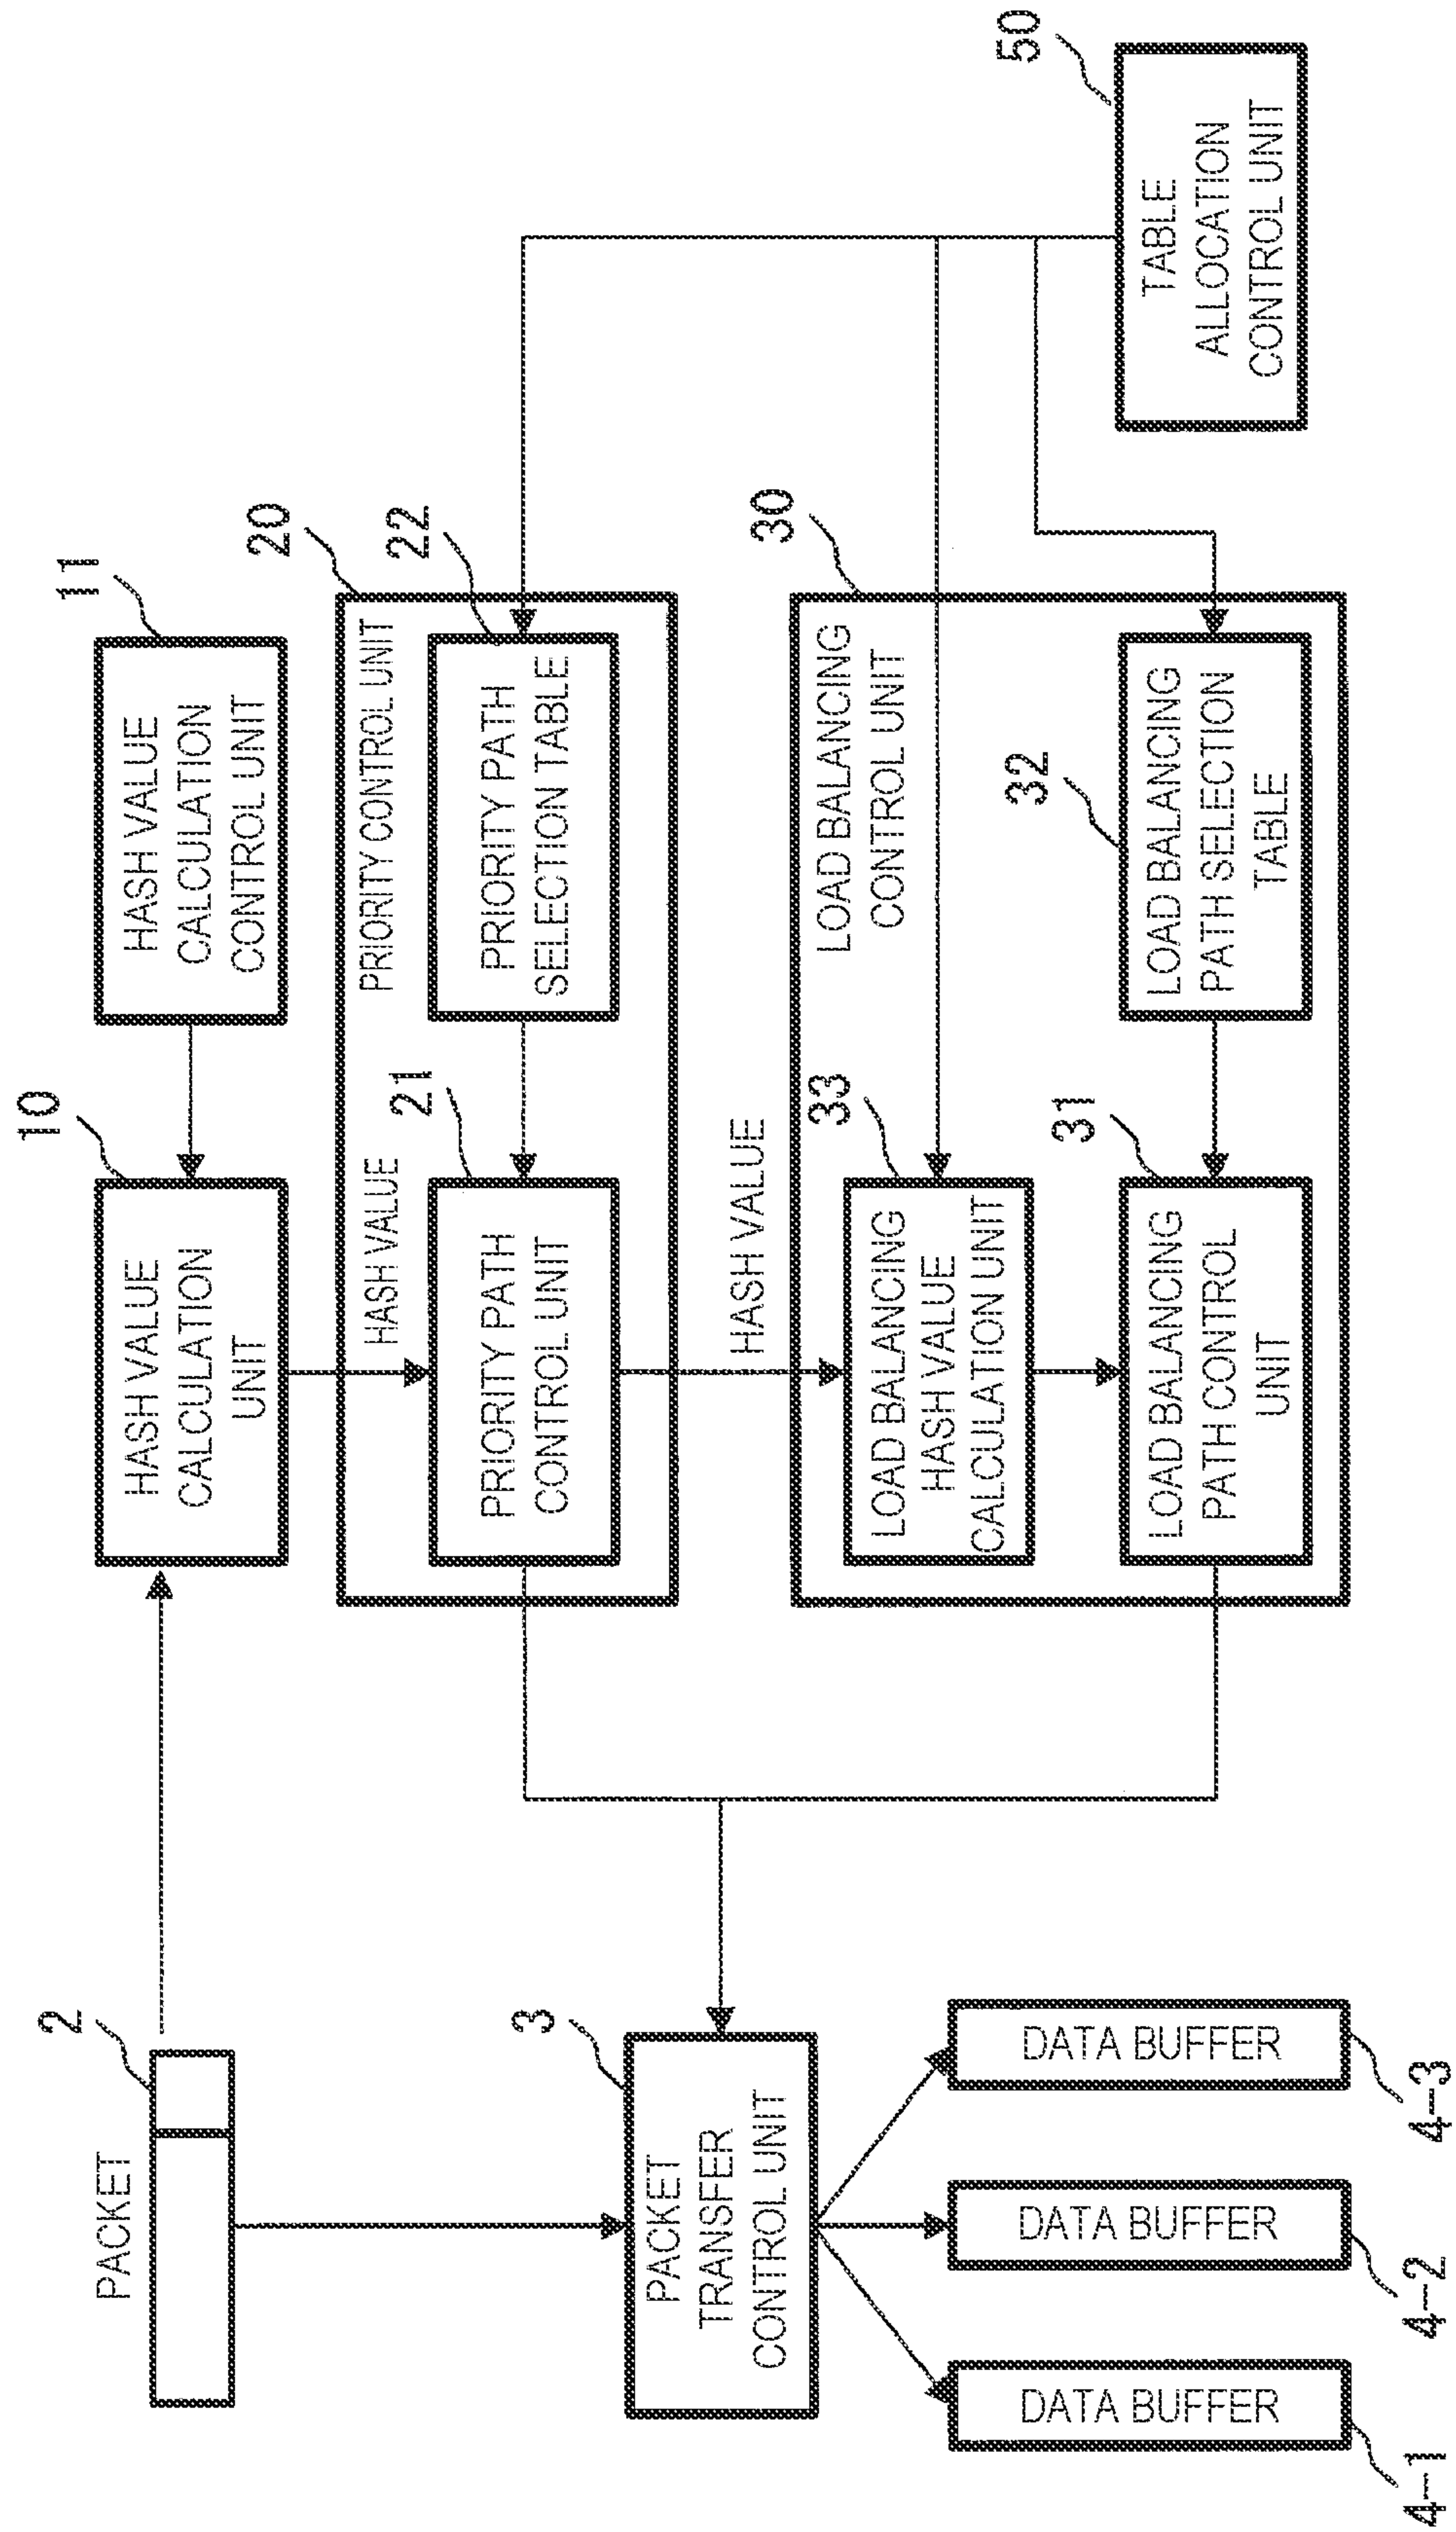 PACKET
2
10
HASH VALUE
CALCULATION
UNIT
11
HASH VALUE
CALCULATION
CONTROL UNIT
20
PRIORITY CONTROL UNIT
HASH VALUE
21
PRIORITY PATH
CONTROL UNIT
22
PRIORITY PATH
SELECTION TABLE
3
PACKET
TRANSFER
CONTROL UNIT
HASH VALUE
30
LOAD BALANCING
CONTROL UNIT
33
LOAD BALANCING
HASH VALUE
CALCULATION UNIT
31
LOAD BALANCING
PATH CONTROL
UNIT
32
LOAD BALANCING
PATH SELECTION
TABLE
50
TABLE
ALLOCATION
CONTROL UNIT
DATA BUFFER
4-1
DATA BUFFER
4-2
DATA BUFFER
4-3